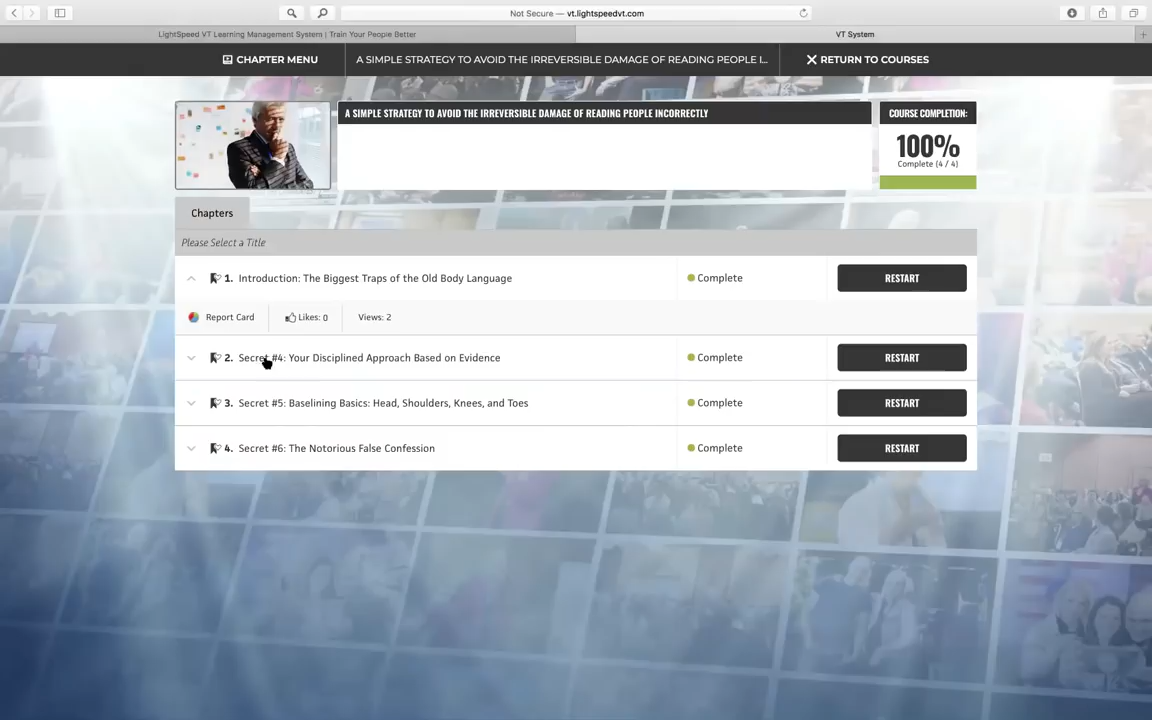 Not Secure — vt.lightspeedvt.com
LightSpeed VT Learning Management System | Train Your People Better
VT System
CHAPTER MENU
A SIMPLE STRATEGY TO AVOID THE IRREVERSIBLE DAMAGE OF READING PEOPLE I...
RETURN TO COURSES
A SIMPLE STRATEGY TO AVOID THE IRREVERSIBLE DAMAGE OF READING PEOPLE INCORRECTLY
COURSE COMPLETION:
100%
Complete (4 / 4)
Chapters
Please Select a Title
1. Introduction: The Biggest Traps of the Old Body Language
Complete
RESTART
Report Card
Likes: 0
Views: 2
2. Secret #4: Your Disciplined Approach Based on Evidence
Complete
RESTART
3. Secret #5: Baselining Basics: Head, Shoulders, Knees, and Toes
Complete
RESTART
4. Secret #6: The Notorious False Confession
Complete
RESTART